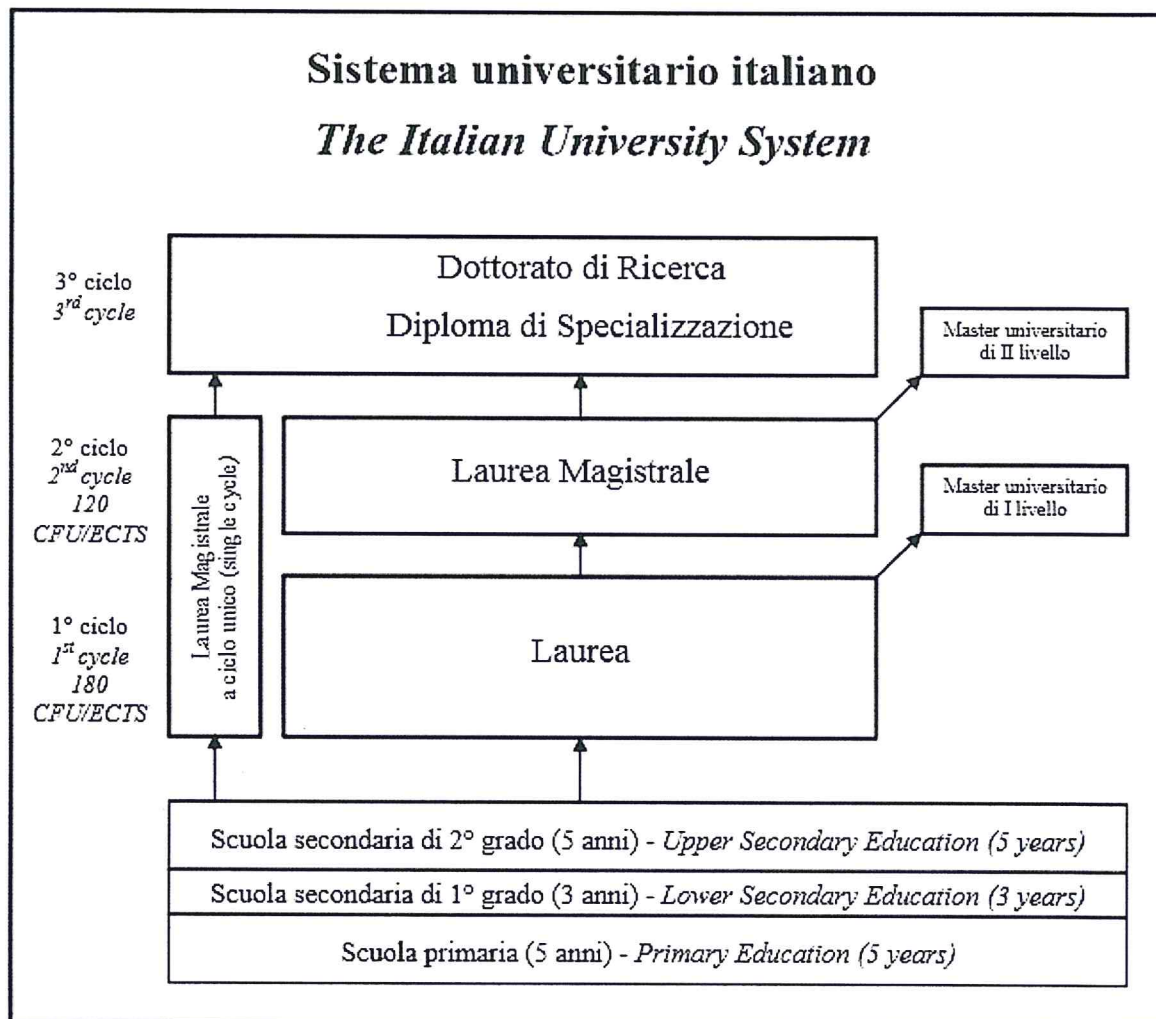 Sistema universitario italiano
The Italian University System
3° ciclo
3rd cycle
Dottorato di Ricerca
Diploma di Specializzazione
Master universitario
di II livello
2° ciclo
2nd cycle
120
CFU/ECTS
Laurea Magistrale
a ciclo unico (single cycle)
Laurea Magistrale
Master universitario
di I livello
1° ciclo
1st cycle
180
CFU/ECTS
Laurea
Scuola secondaria di 2° grado (5 anni) - Upper Secondary Education (5 years)
Scuola secondaria di 1° grado (3 anni) - Lower Secondary Education (3 years)
Scuola primaria (5 anni) - Primary Education (5 years)